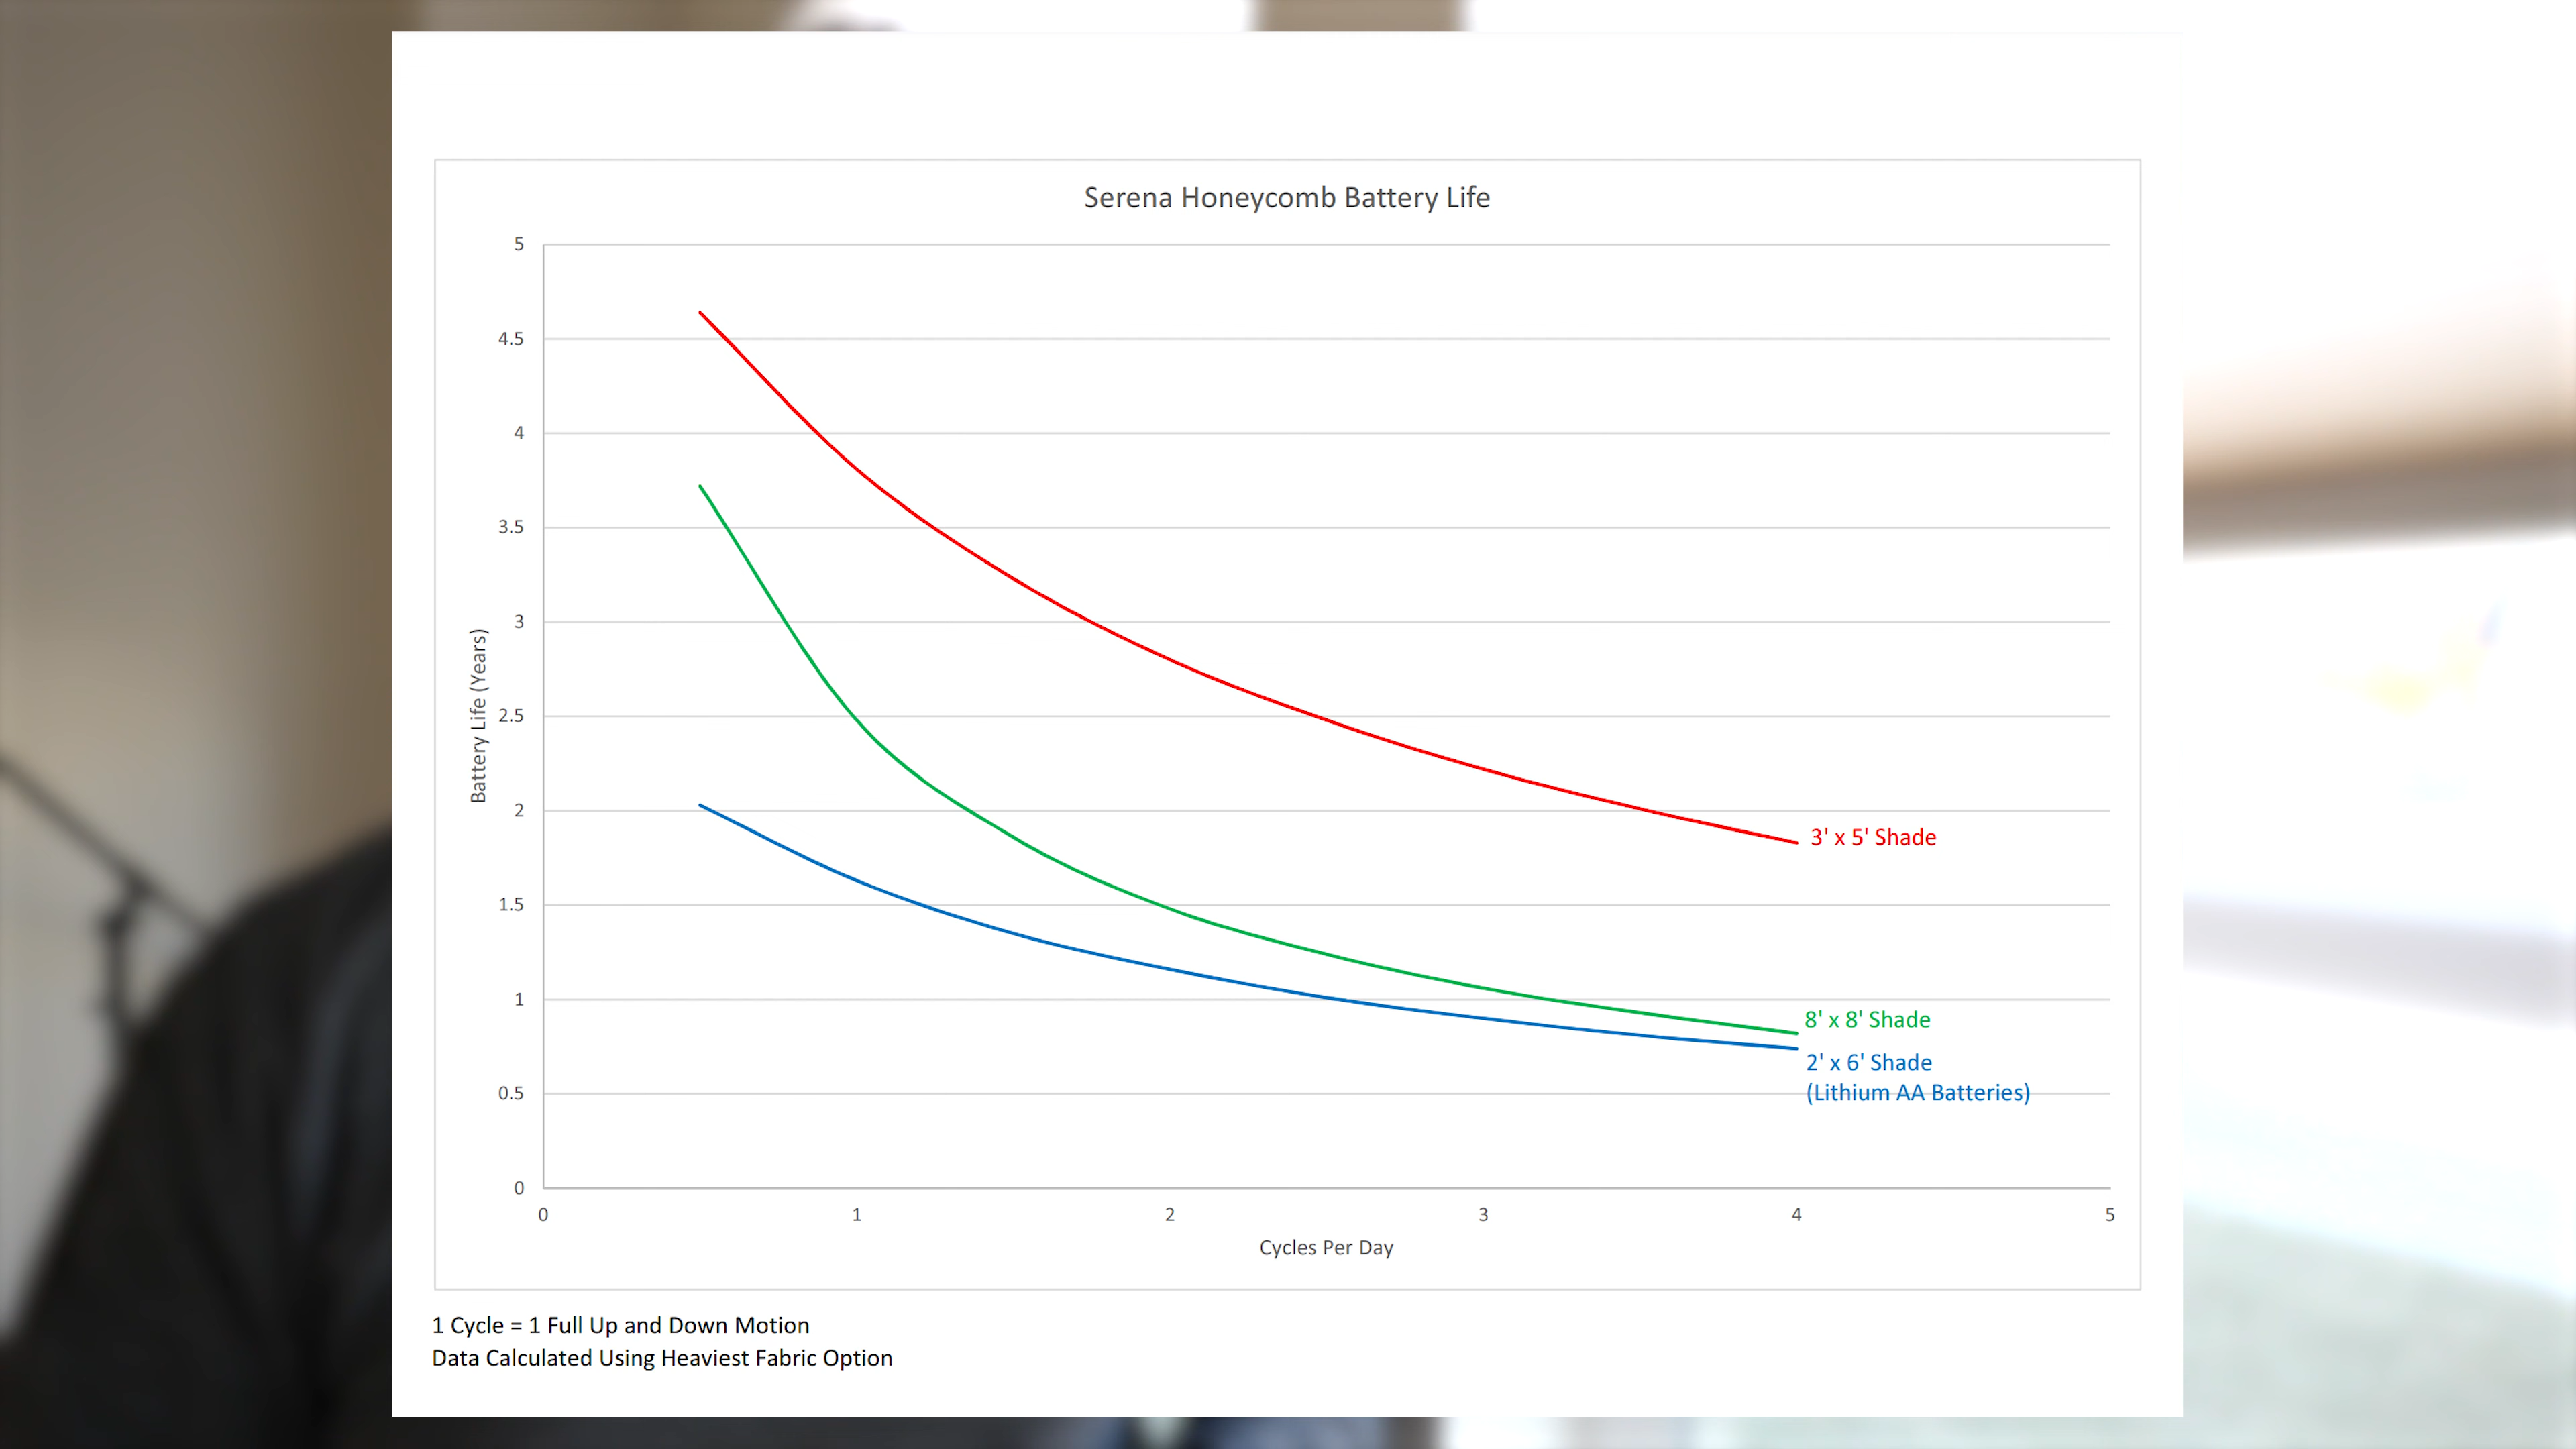 Serena Honeycomb Battery Life
5
4.5
4
3.5
3
2.5
2
1.5
1
0.5
0
Battery Life (Years)
0 1 2 3 4 5
Cycles Per Day
3' x 5' Shade
8' x 8' Shade
2' x 6' Shade
(Lithium AA Batteries)
1 Cycle = 1 Full Up and Down Motion
Data Calculated Using Heaviest Fabric Option